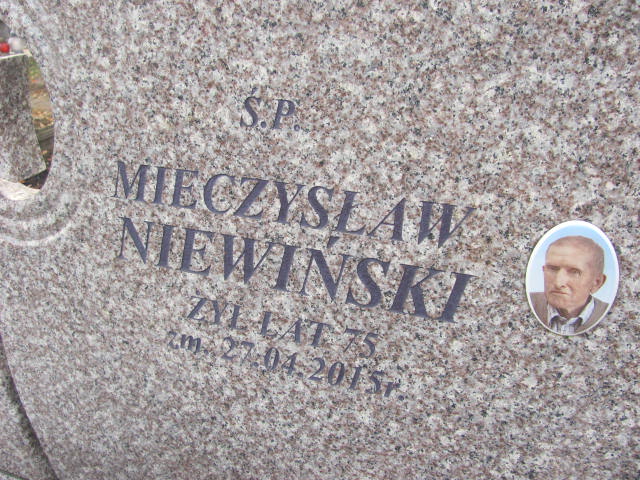 Ś.P.
MIECZYSŁAW
NIEWIŃSKI
ŻYŁ LAT 75
zm. 27.04.2015r.